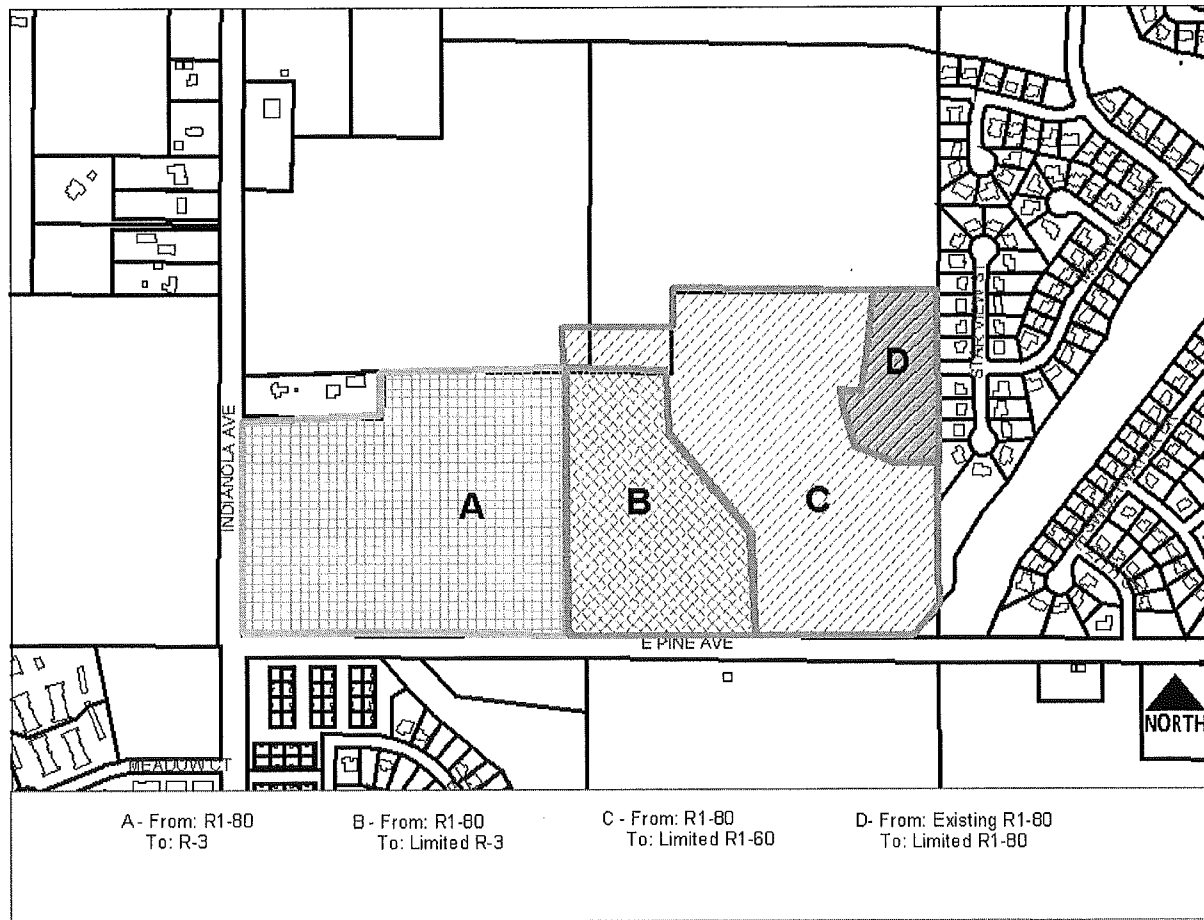 INDIANOLA AVE
A
B
C
D
E PINE AVE
MEADOW CT
NORTH
A - From: R1-80
To: R-3
B - From: R1-80
To: Limited R-3
C - From: R1-80
To: Limited R1-60
D- From: Existing R1-80
To: Limited R1-80